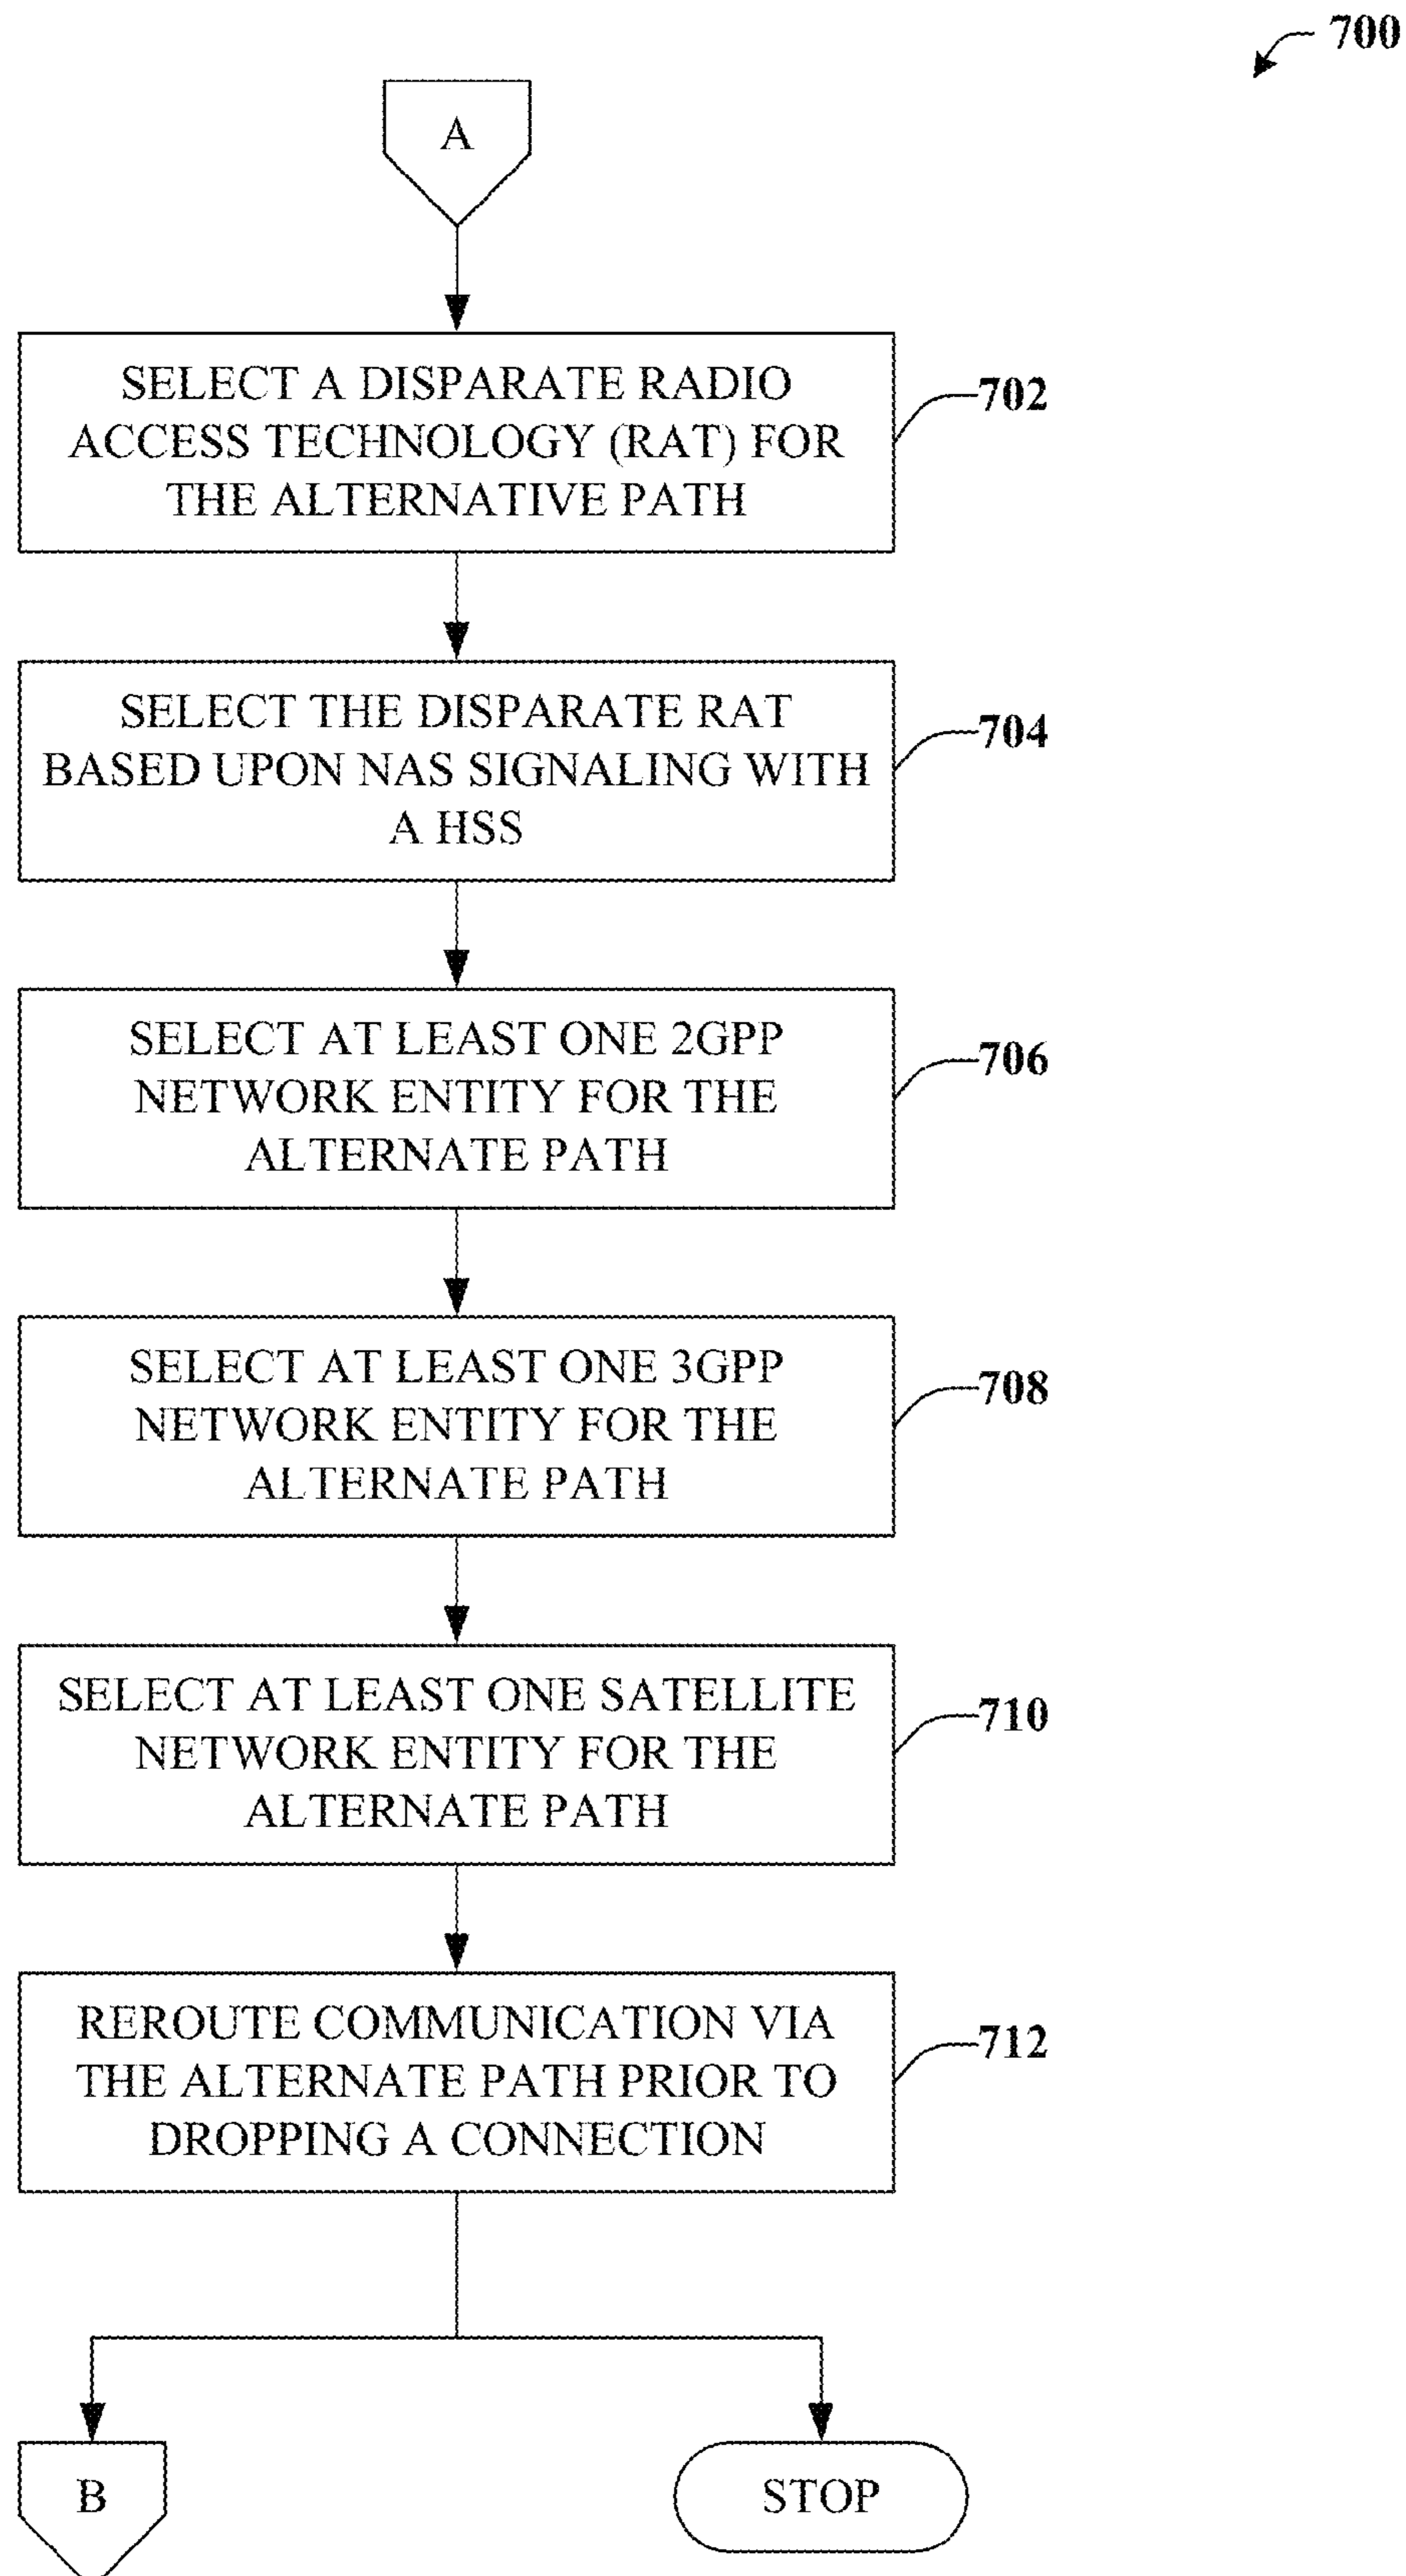 700
A
SELECT A DISPARATE RADIO
ACCESS TECHNOLOGY (RAT) FOR
THE ALTERNATIVE PATH
702
SELECT THE DISPARATE RAT
BASED UPON NAS SIGNALING WITH
A HSS
704
SELECT AT LEAST ONE 2GPP
NETWORK ENTITY FOR THE
ALTERNATE PATH
706
SELECT AT LEAST ONE 3GPP
NETWORK ENTITY FOR THE
ALTERNATE PATH
708
SELECT AT LEAST ONE SATELLITE
NETWORK ENTITY FOR THE
ALTERNATE PATH
710
REROUTE COMMUNICATION VIA
THE ALTERNATE PATH PRIOR TO
DROPPING A CONNECTION
712
B
STOP